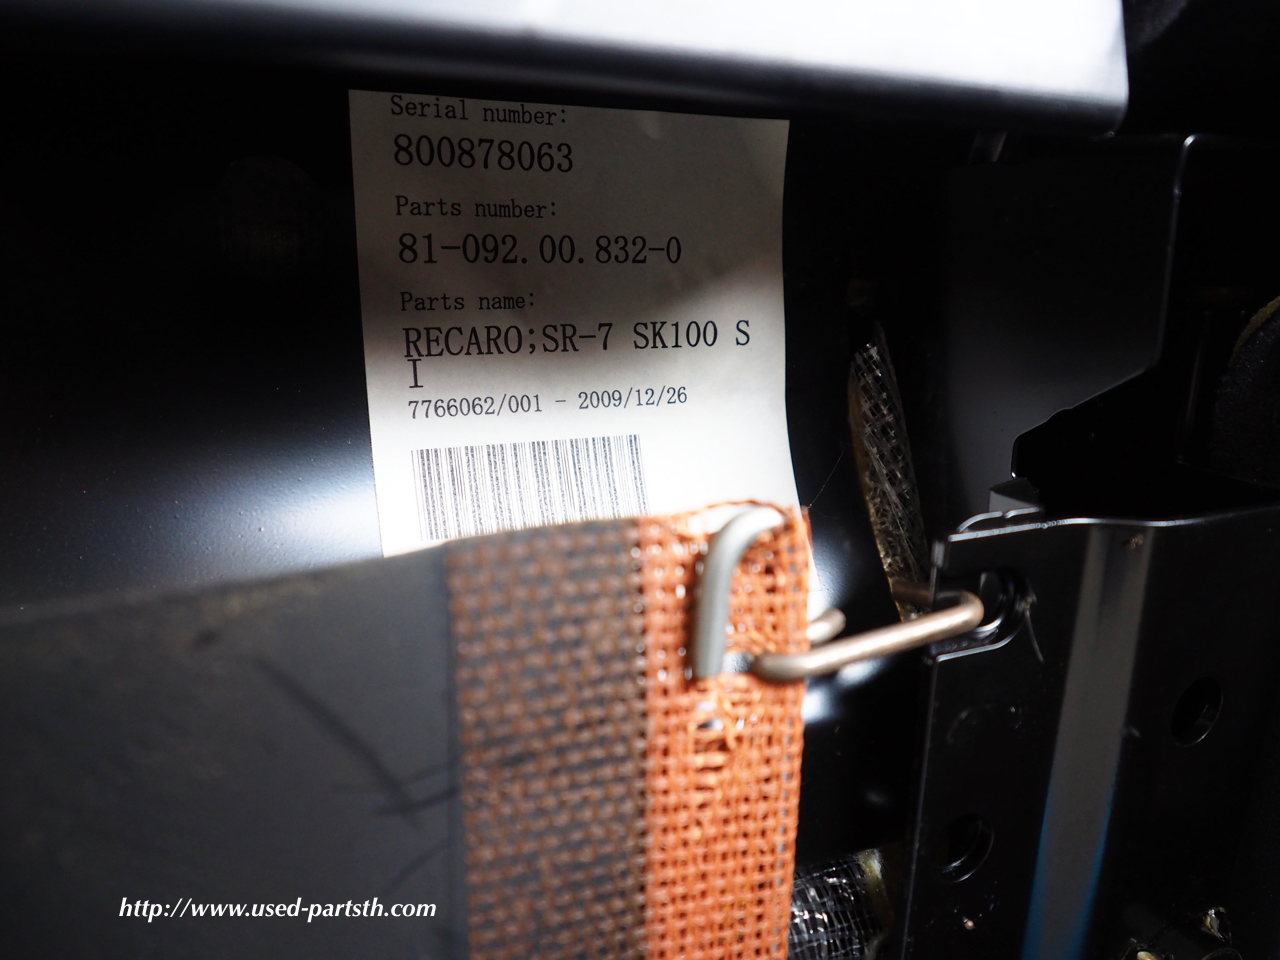 Serial number:
800878063
Parts number:
81-092.00.832-0
Parts name:
RECARO;SR-7 SK100 S
I
7766062/001 - 2009/12/26
http://www.used-partsth.com